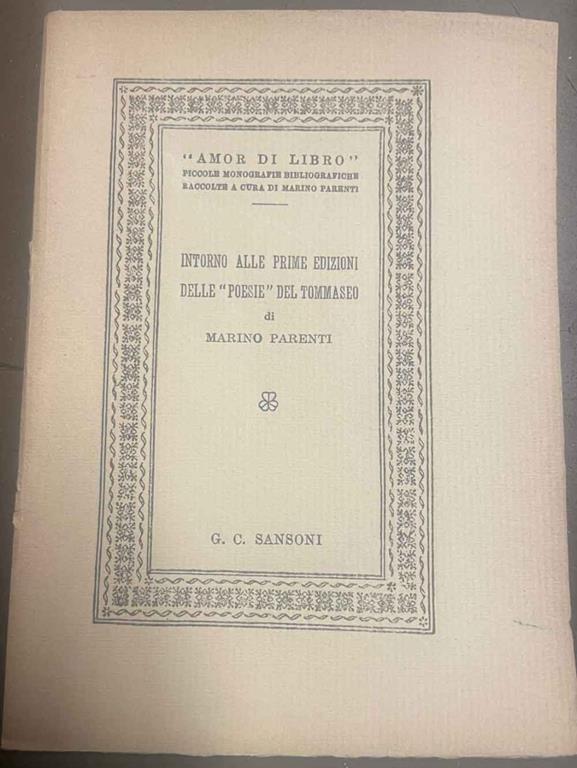 "AMOR DI LIBRO"
PICCOLE MONOGRAFIE BIBLIOGRAFICHE
RACCOLTE A CURA DI MARINO PARENTI
INTORNO ALLE PRIME EDIZIONI
DELLE "POESIE" DEL TOMMASEO
di
MARINO PARENTI
G. C. SANSONI